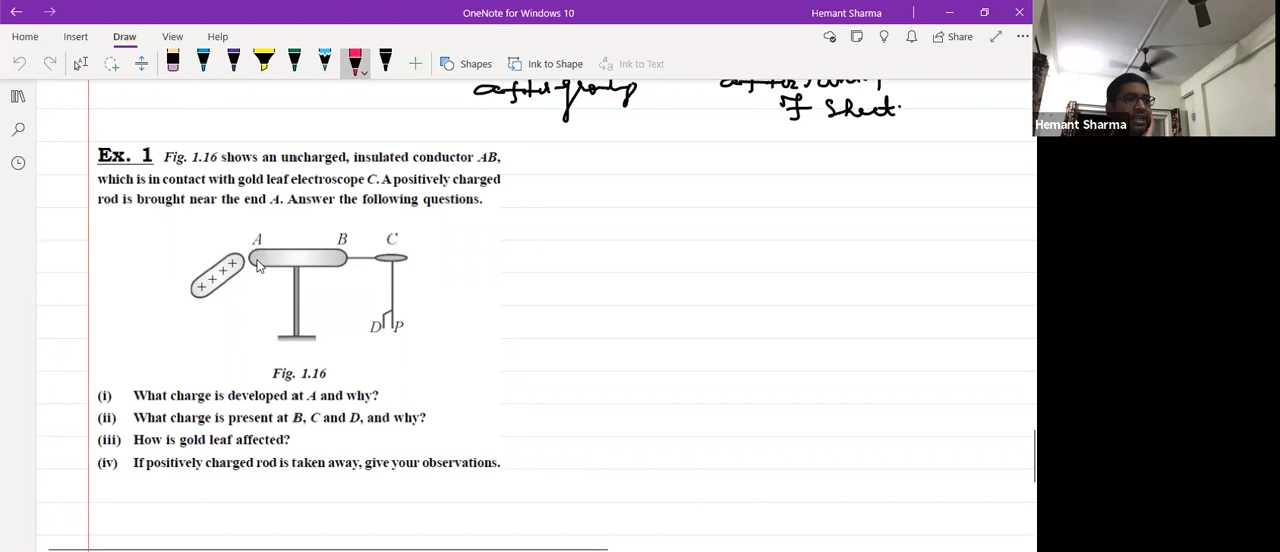 OneNote for Windows 10
Hemant Sharma
Home Insert Draw View Help
Share
Shapes Ink to Shape Ink to Text
If Sheet.
Hemant Sharma
Ex. 1 Fig. 1.16 shows an uncharged, insulated conductor AB,
which is in contact with gold leaf electroscope C. A positively charged
rod is brought near the end A. Answer the following questions.
A B C
+ + + +
D P
Fig. 1.16
(i) What charge is developed at A and why?
(ii) What charge is present at B, C and D, and why?
(iii) How is gold leaf affected?
(iv) If positively charged rod is taken away, give your observations.